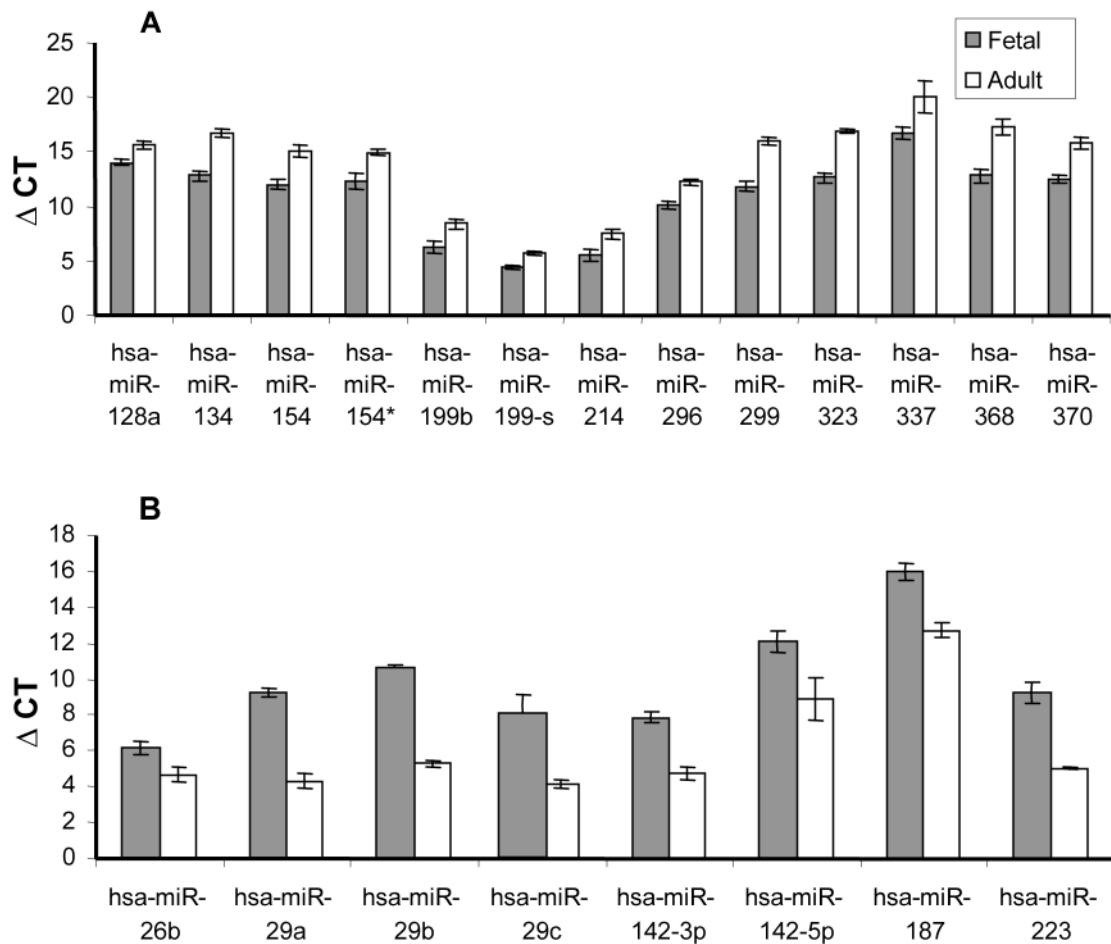 A
25
20
15
10
5
0
Δ CT
Fetal
Adult
hsa- hsa- hsa- hsa- hsa- hsa- hsa- hsa- hsa- hsa- hsa- hsa- hsa-
miR- miR- miR- miR- miR- miR- miR- miR- miR- miR- miR- miR- miR-
128a 134 154 154* 199b 199-s 214 296 299 323 337 368 370
B
18
16
14
12
10
8
6
4
2
0
Δ CT
hsa-miR- hsa-miR- hsa-miR- hsa-miR- hsa-miR- hsa-miR- hsa-miR- hsa-miR-
26b 29a 29b 29c 142-3p 142-5p 187 223